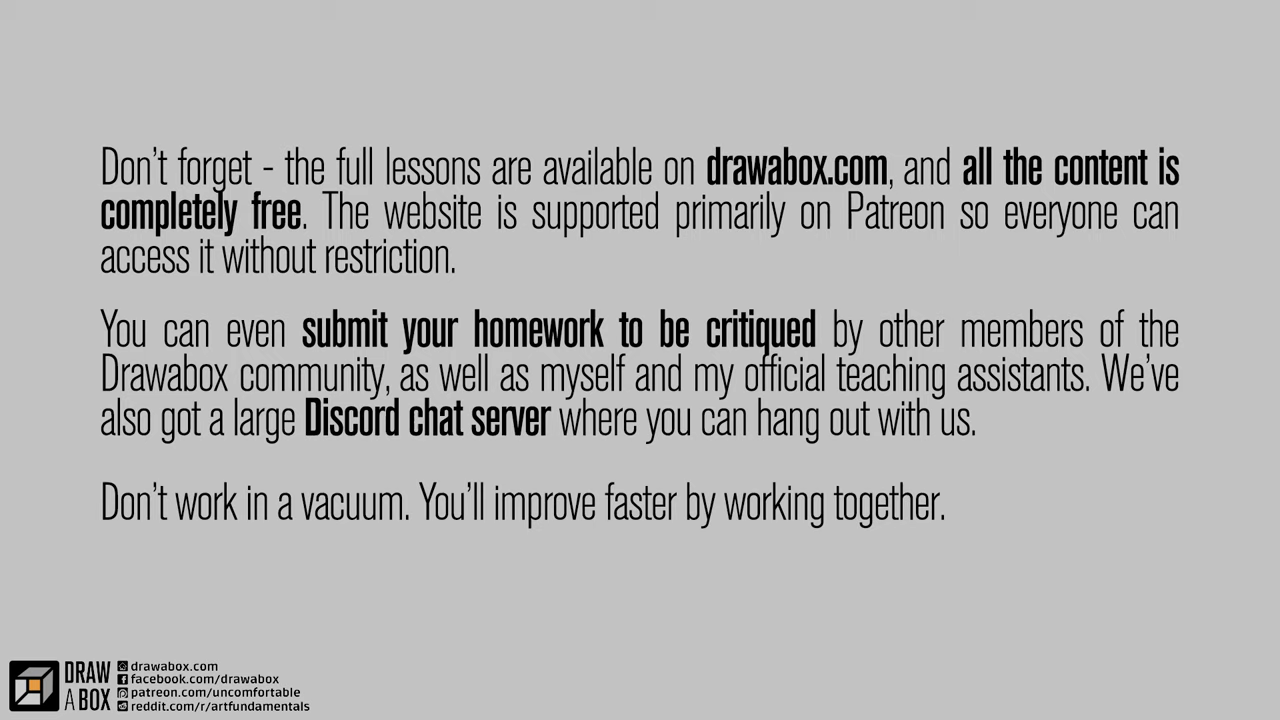 Don't forget - the full lessons are available on drawabox.com, and all the content is
completely free. The website is supported primarily on Patreon so everyone can
access it without restriction.
You can even submit your homework to be critiqued by other members of the
Drawabox community, as well as myself and my official teaching assistants. We've
also got a large Discord chat server where you can hang out with us.
Don't work in a vacuum. You'll improve faster by working together.
DRAW
A BOX
drawabox.com
facebook.com/drawabox
patreon.com/uncomfortable
reddit.com/r/artfundamentals